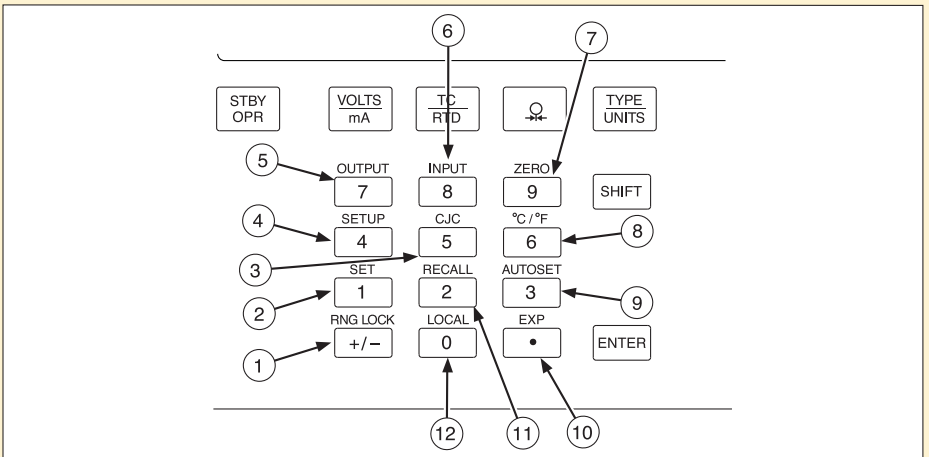 6
7
STBY VOLTS TC TYPE
OPR mA RTD UNITS
5
OUTPUT INPUT ZERO
7 8 9 SHIFT
4
SETUP CJC °C/°F
4 5 6 8
3
SET RECALL AUTOSET
1 2 3 9
2
RNG LOCK LOCAL EXP
+/− 0 • ENTER
1
12 11 10